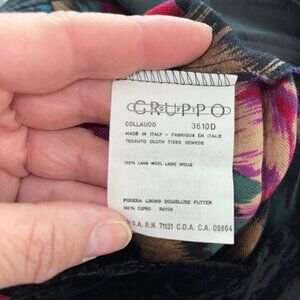 GRUPPO
COLLAUDO 3610D
MADE IN ITALY - FABRIQUE EN ITALIE
TESSUTO CLOTH TISSU GEWEBE
100% LANA WOOL LAINE WOLLE
FODERA LINING DOUBLURE FUTTER
100% CUPRO RAYON
U.S.A. R.N. 71131 C.D.A. C.A. 09864